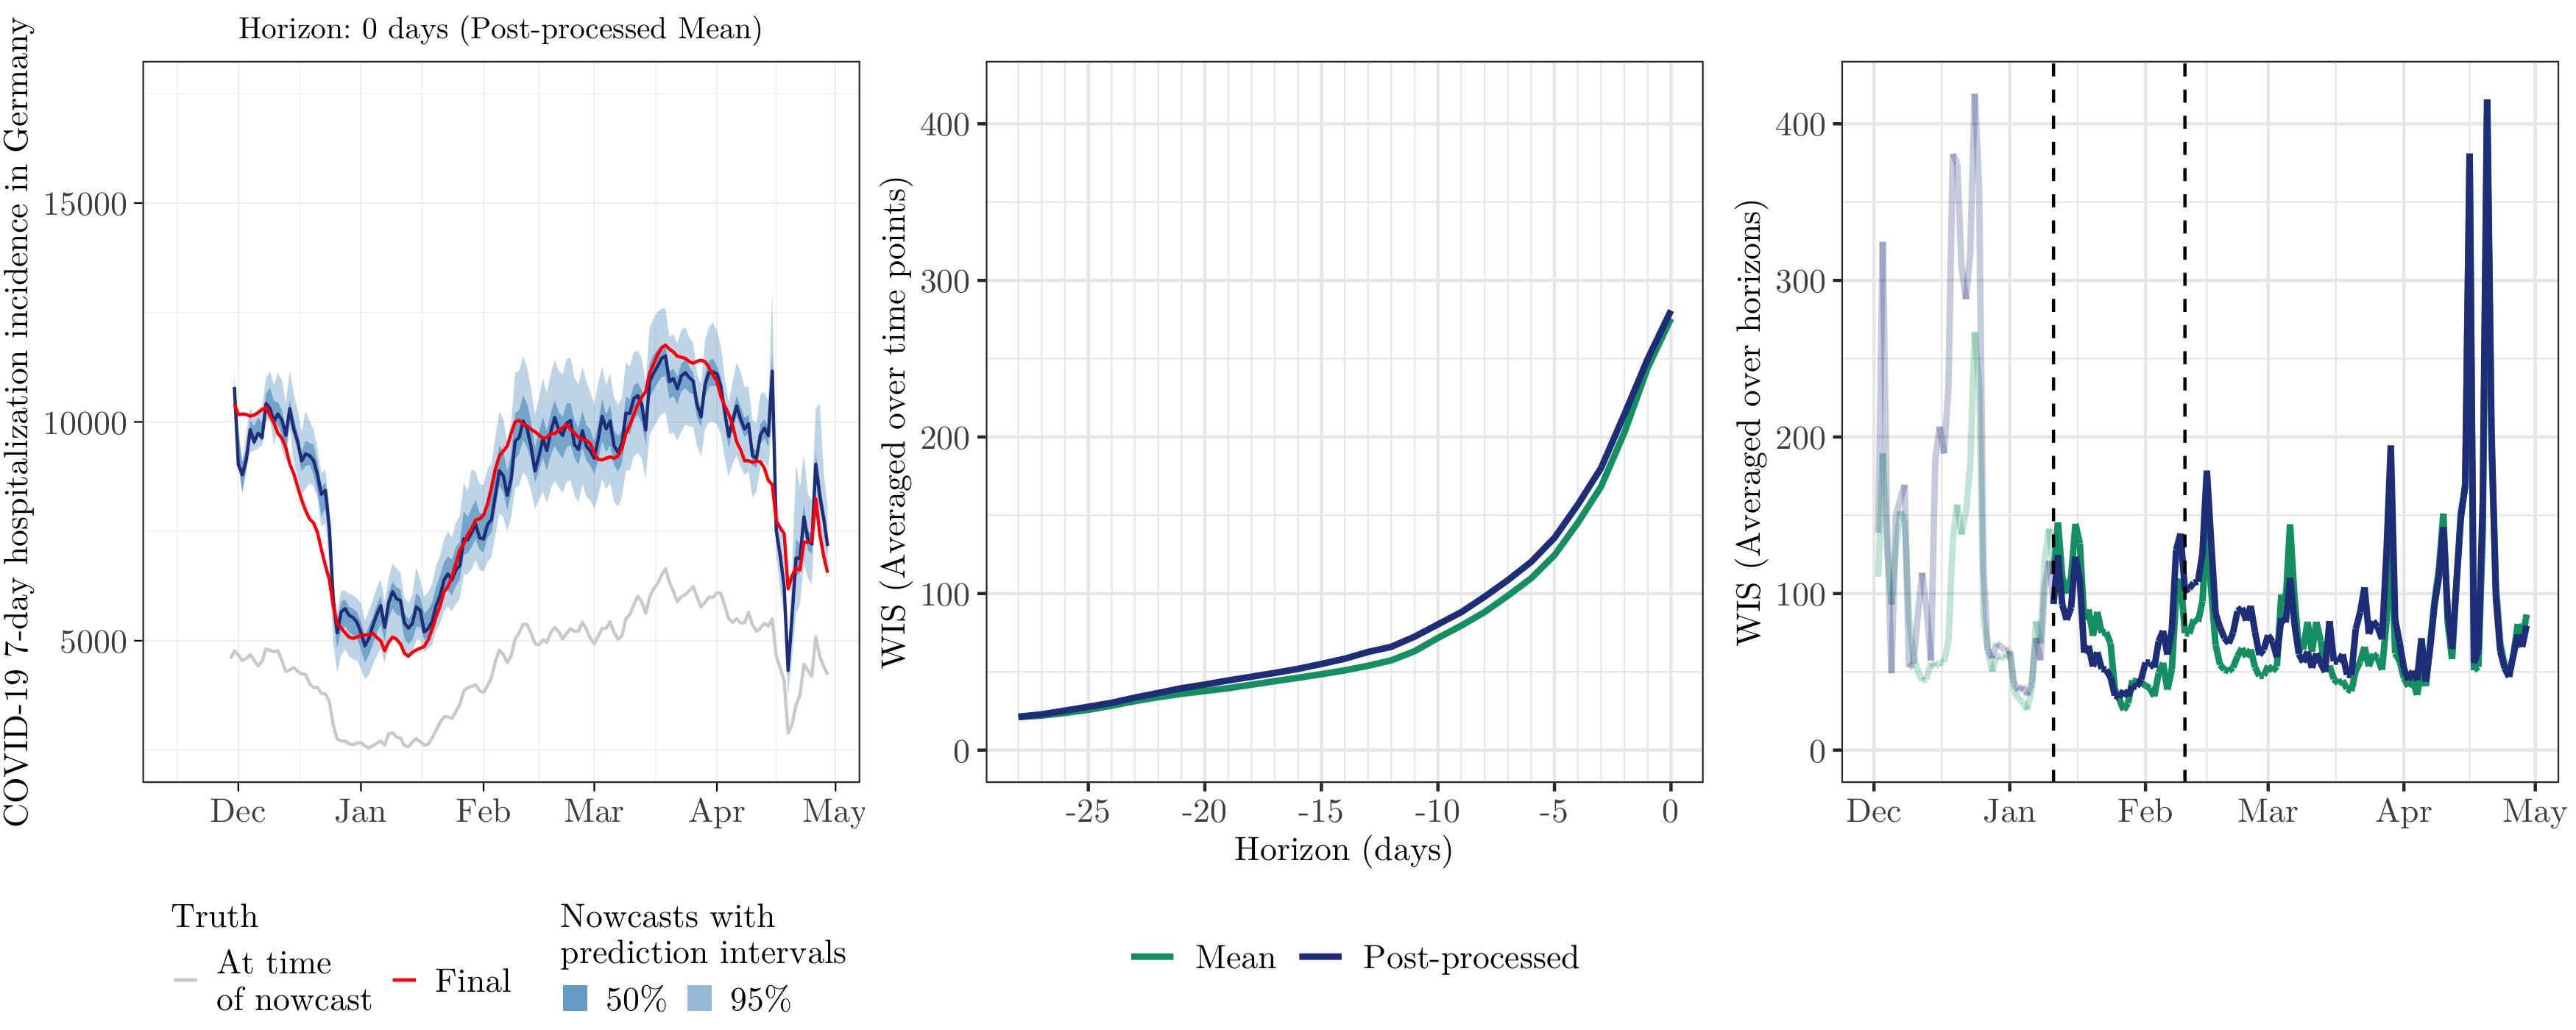 Horizon: 0 days (Post-processed Mean)
COVID-19 7-day hospitalization incidence in Germany
15000
10000
5000
Dec Jan Feb Mar Apr May
Truth
At time
of nowcast
Final
Nowcasts with
prediction intervals
50% 95%
WIS (Averaged over time points)
400
300
200
100
0
-25 -20 -15 -10 -5 0
Horizon (days)
Mean Post-processed
WIS (Averaged over horizons)
400
300
200
100
0
Dec Jan Feb Mar Apr May